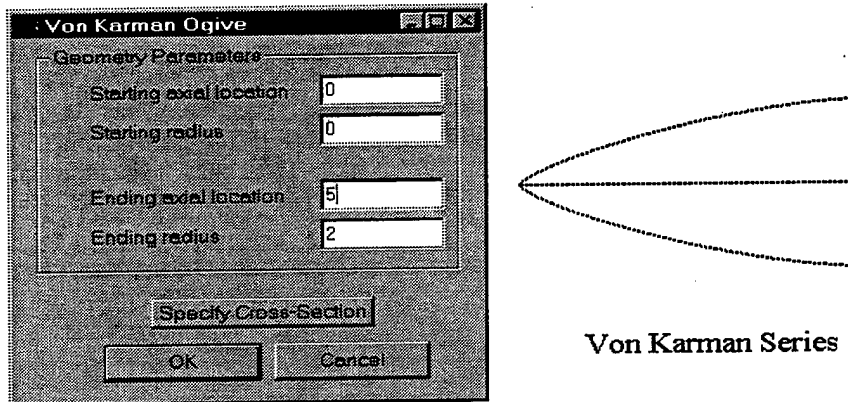 Von Karman Ogive
Geometry Parameters
Starting axial location 0
Starting radius 0
Ending axial location 5
Ending radius 2
Specify Cross-Section
OK Cancel
Von Karman Series